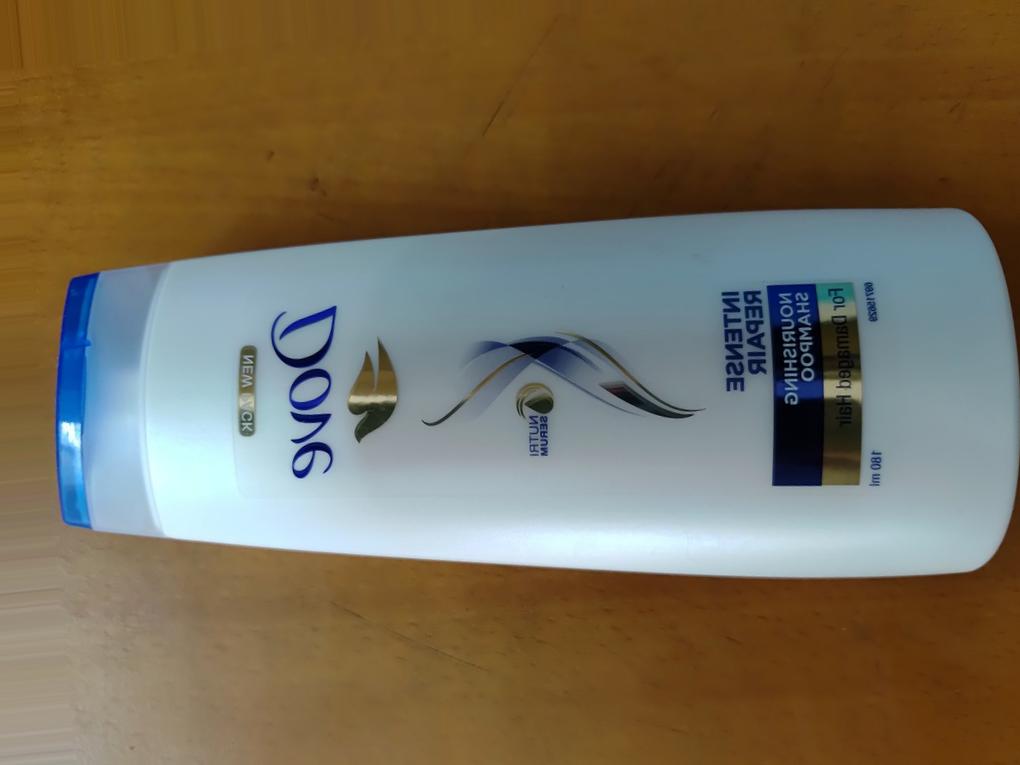 NEW PACK
Dove
NUTRI
SERUM
INTENSE
REPAIR
NOURISHING
SHAMPOO
For Damaged Hair
180 ml